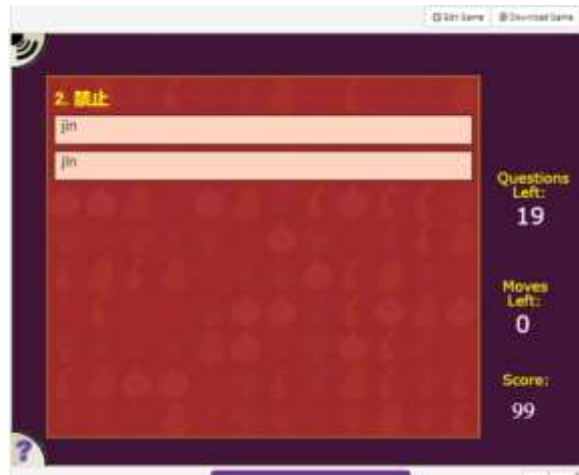 Edit Game
Download Game
2. 禁止
jin
jin
Questions
Left:
19
Moves
Left:
0
Score:
99
?